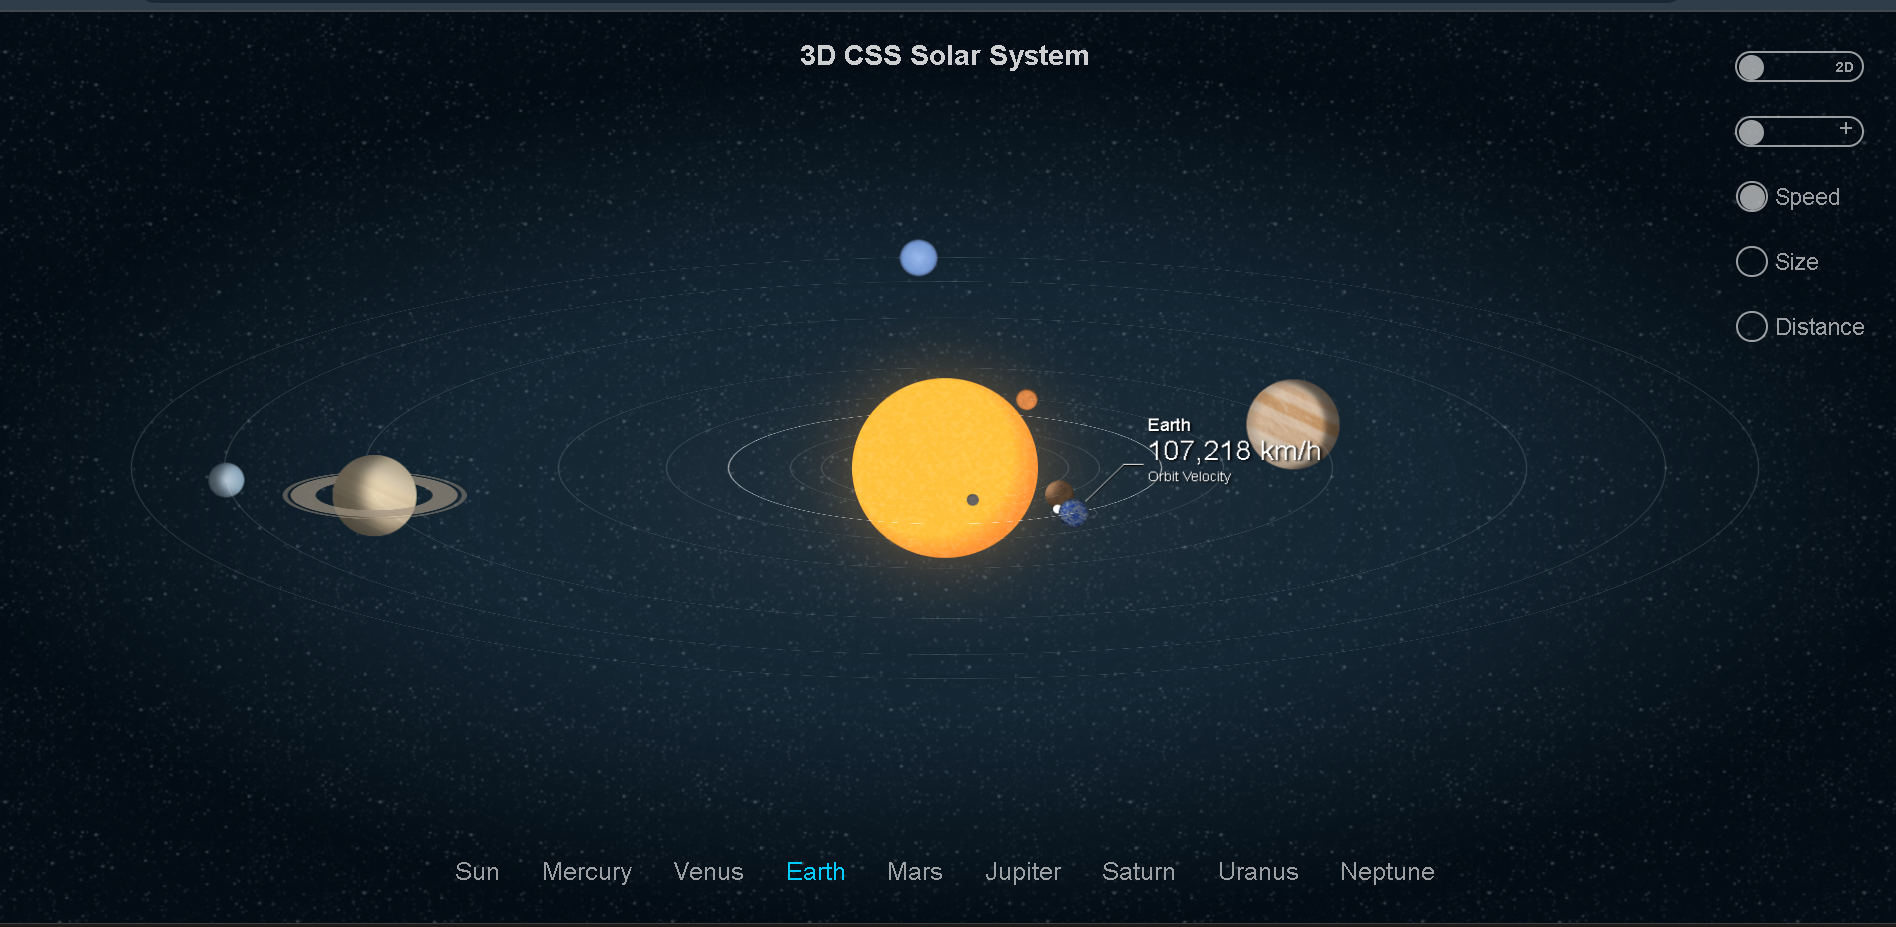 3D CSS Solar System
2D
+
Speed
Size
Distance
Earth
107,218 km/h
Orbit Velocity
Sun Mercury Venus Earth Mars Jupiter Saturn Uranus Neptune